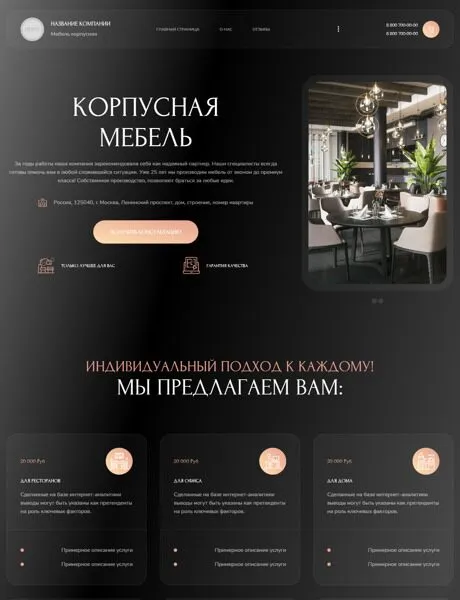 НАЗВАНИЕ КОМПАНИИ
Мебель корпусная
ГЛАВНАЯ СТРАНИЦА
О НАС
ОТЗЫВЫ
8 800 700-00-00
8 800 700-00-00
КОРПУСНАЯ
МЕБЕЛЬ
За годы работы наша компания зарекомендовала себя как надежный партнер. Наши специалисты всегда
готовы помочь вам в любой сложившейся ситуации. Уже 25 лет мы производим мебель от эконом до премиум
класса! Собственное производство, позволяет браться за любые идеи.
Россия, 125040, г. Москва, Ленинский проспект, дом, строение, номер квартиры
ПОЛУЧИТЬ КОНСУЛЬТАЦИЮ
ТОЛЬКО ЛУЧШЕЕ ДЛЯ ВАС
ГАРАНТИЯ КАЧЕСТВА
ИНДИВИДУАЛЬНЫЙ ПОДХОД К КАЖДОМУ!
МЫ ПРЕДЛАГАЕМ ВАМ:
20 000 Руб
ДЛЯ РЕСТОРАНОВ
Сделанные на базе интернет-аналитики
выводы могут быть указаны как претенденты
на роль ключевых факторов.
Примерное описание услуги
Примерное описание услуги
20 000 Руб
ДЛЯ ОФИСА
Сделанные на базе интернет-аналитики
выводы могут быть указаны как претенденты
на роль ключевых факторов.
Примерное описание услуги
Примерное описание услуги
20 000 Руб
ДЛЯ ДОМА
Сделанные на базе интернет-аналитики
выводы могут быть указаны как претенденты
на роль ключевых факторов.
Примерное описание услуги
Примерное описание услуги